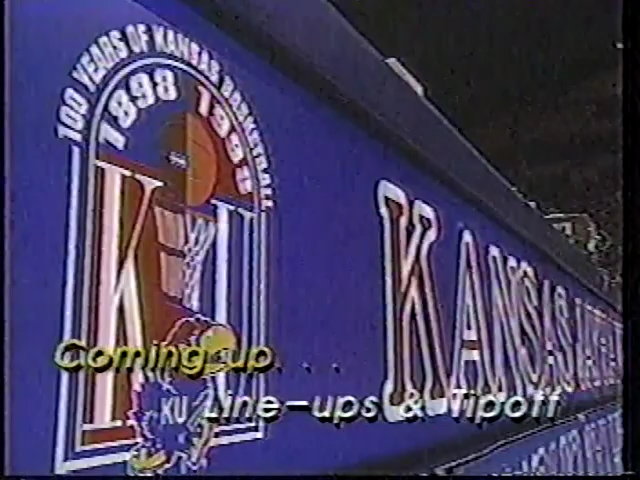 100 YEARS OF KANSAS BASKETBALL
1898 1998
KU
KANSAS
Coming up...
KU Line-ups & Tipoff